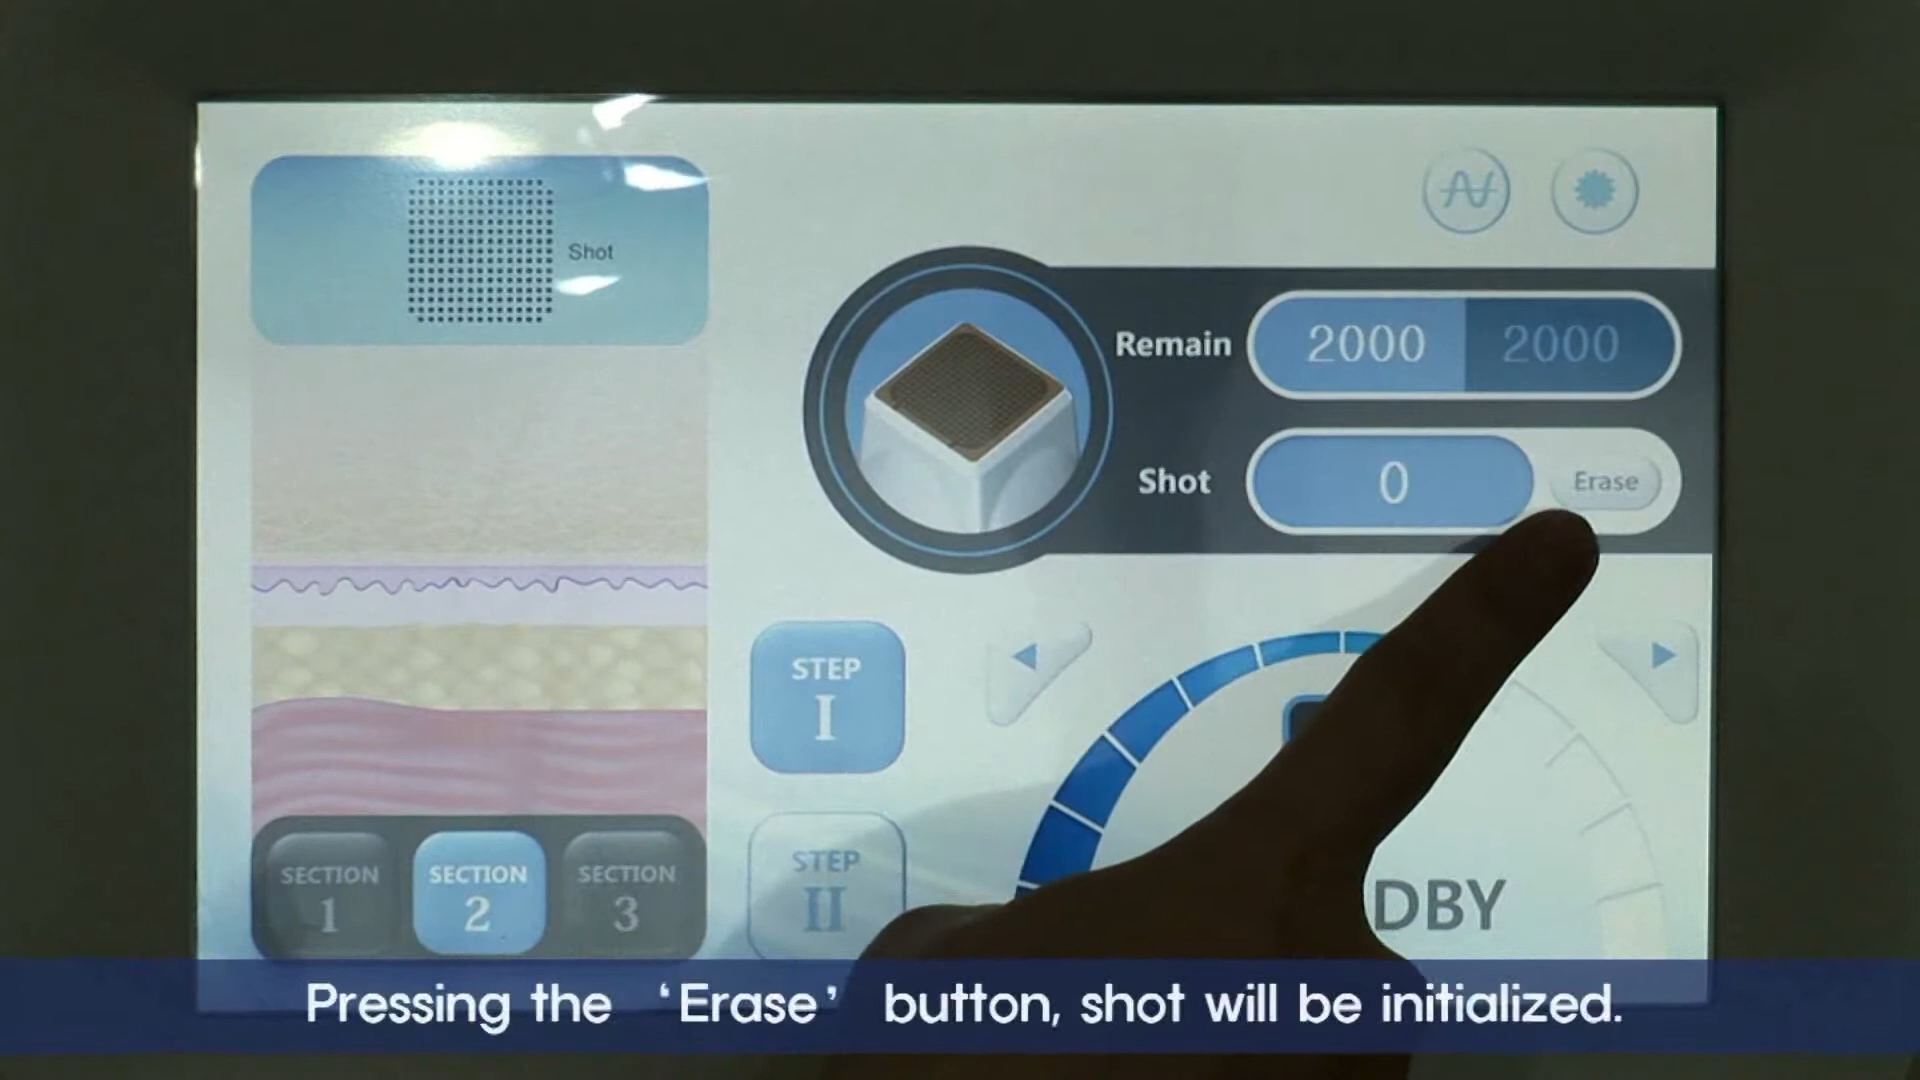 Shot
Remain 2000 2000
Shot 0 Erase
STEP
I
STEP
II
SECTION
1
SECTION
2
SECTION
3
DBY
Pressing the ‘Erase’ button, shot will be initialized.